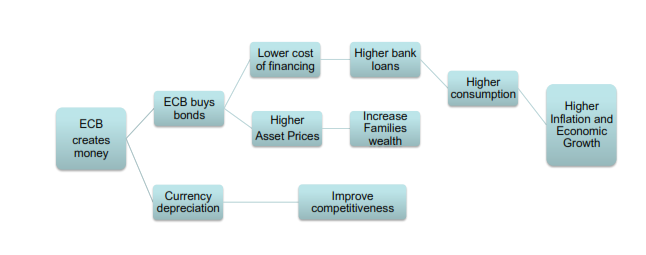 ECB
creates
money
ECB buys
bonds
Lower cost
of financing
Higher bank
loans
Higher
Asset Prices
Increase
Families
wealth
Higher
consumption
Higher
Inflation and
Economic
Growth
Currency
depreciation
Improve
competitiveness